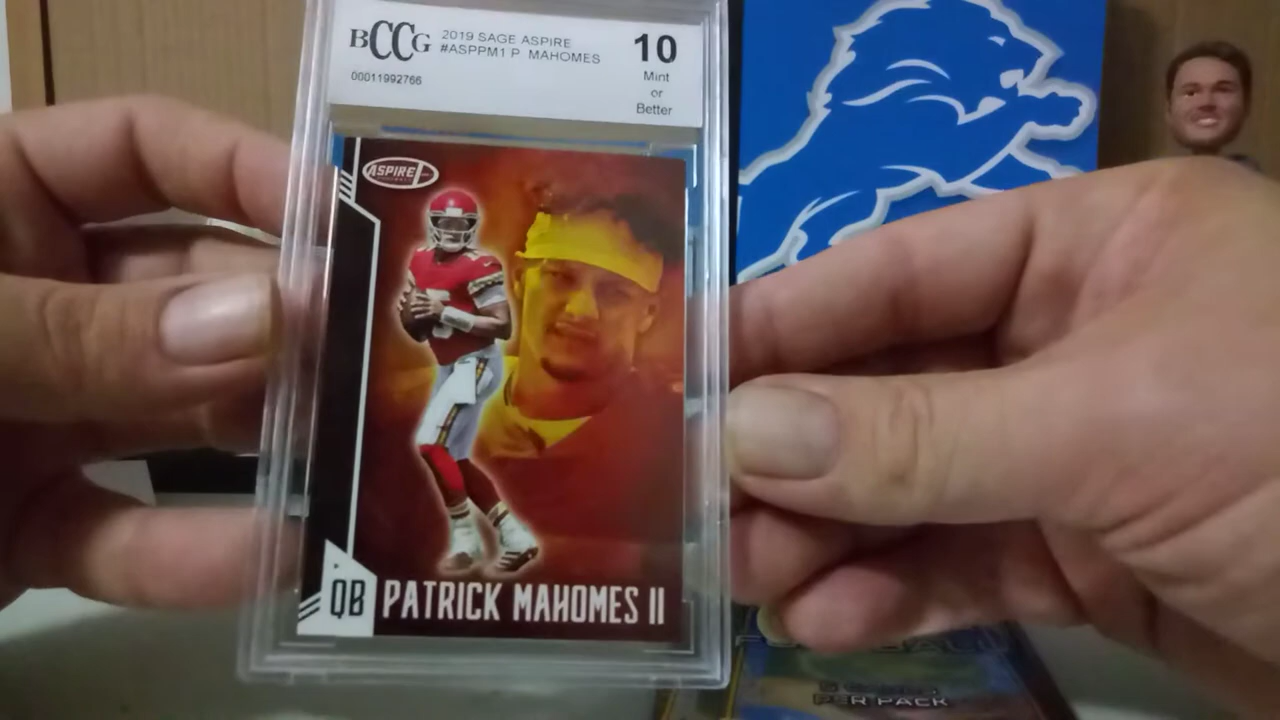 BCCG
2019 SAGE ASPIRE
#ASPPM1 P MAHOMES
00011992766
10
Mint
or
Better
ASPIRE
QB PATRICK MAHOMES II
PER PACK